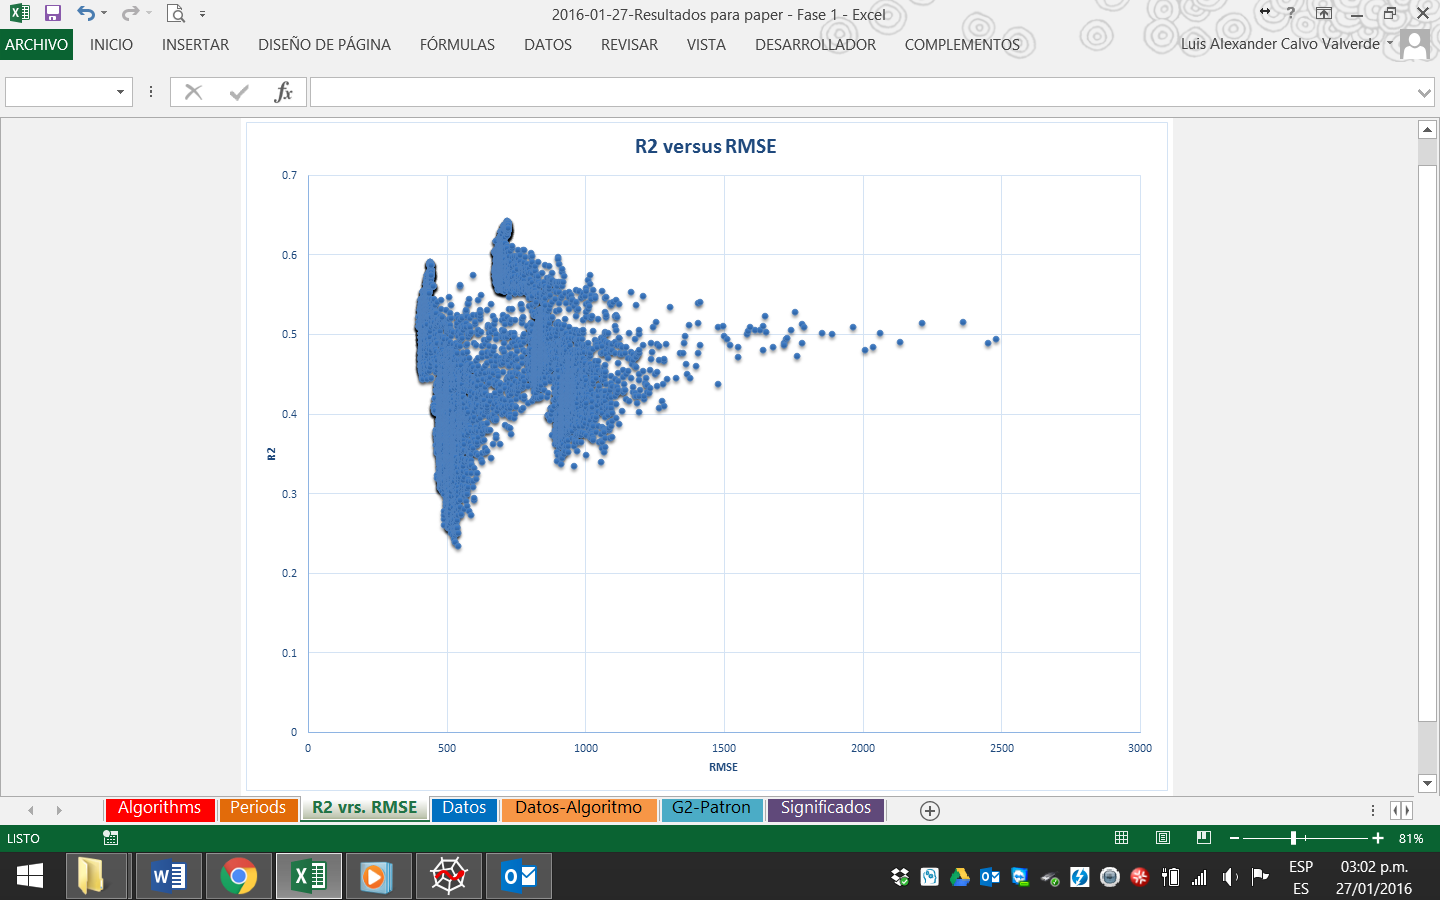 2016-01-27-Resultados para paper - Fase 1 - Excel
?
ARCHIVO INICIO INSERTAR DISEÑO DE PÁGINA FÓRMULAS DATOS REVISAR VISTA DESARROLLADOR COMPLEMENTOS Luis Alexander Calvo Valverde
fx
R2 versus RMSE
0.7
0.6
0.5
0.4
R2
0.3
0.2
0.1
0
0 500 1000 1500 2000 2500 3000
RMSE
Algorithms Periods R2 vrs. RMSE Datos Datos-Algoritmo G2-Patron Significados
LISTO 81%
ESP 03:02 p.m.
ES 27/01/2016